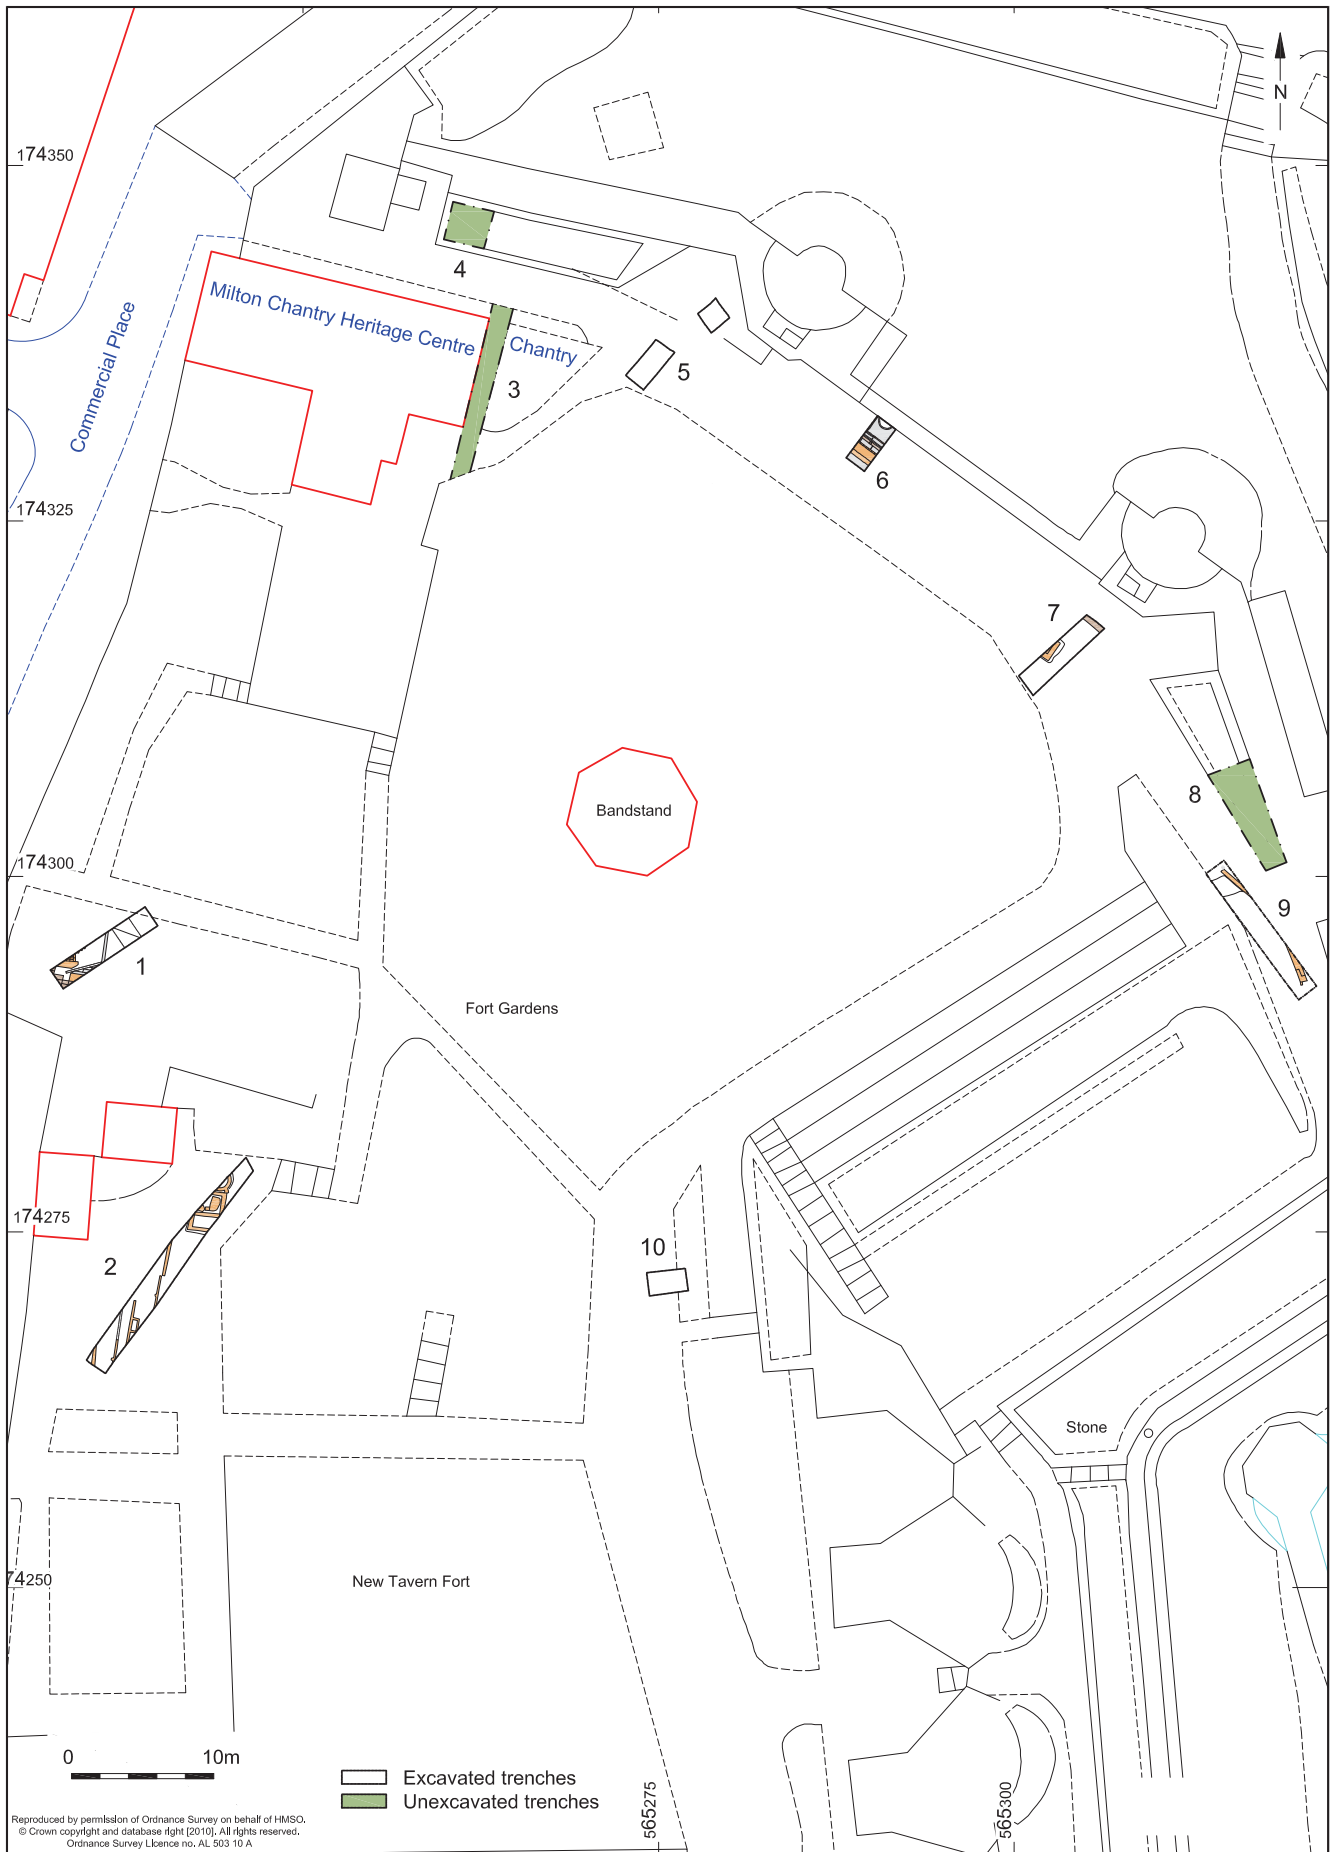 N
174350
4
Milton Chantry Heritage Centre
Chantry
Commercial Place
3
5
6
174325
7
8
Bandstand
174300
9
1
Fort Gardens
174275
10
2
Stone
74250
New Tavern Fort
0 10m
Excavated trenches
Unexcavated trenches
565275
565300
Reproduced by permission of Ordnance Survey on behalf of HMSO.
© Crown copyright and database right [2010]. All rights reserved.
Ordnance Survey Licence no. AL 503 10 A